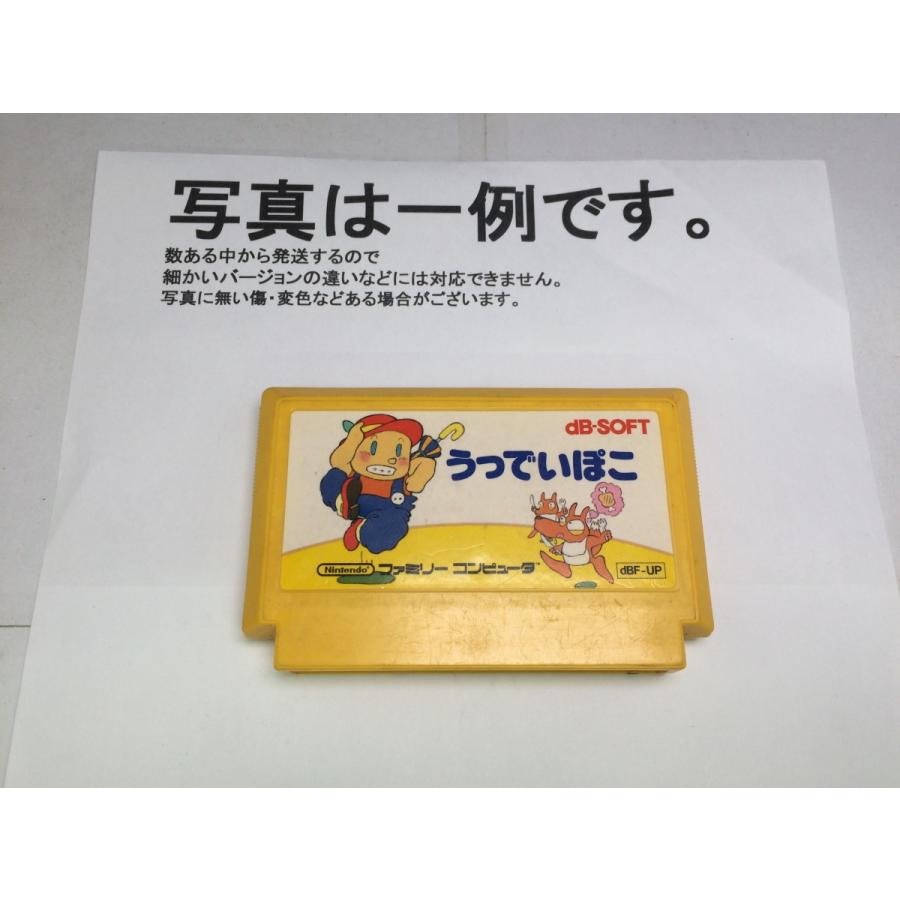 写真は一例です。
数ある中から発送するので
細かいバージョンの違いなどには対応できません。
写真に無い傷・変色などある場合がございます。
dB-SOFT
うっでいぽこ
Nintendo ファミリー コンピュータ™
dBF-UP